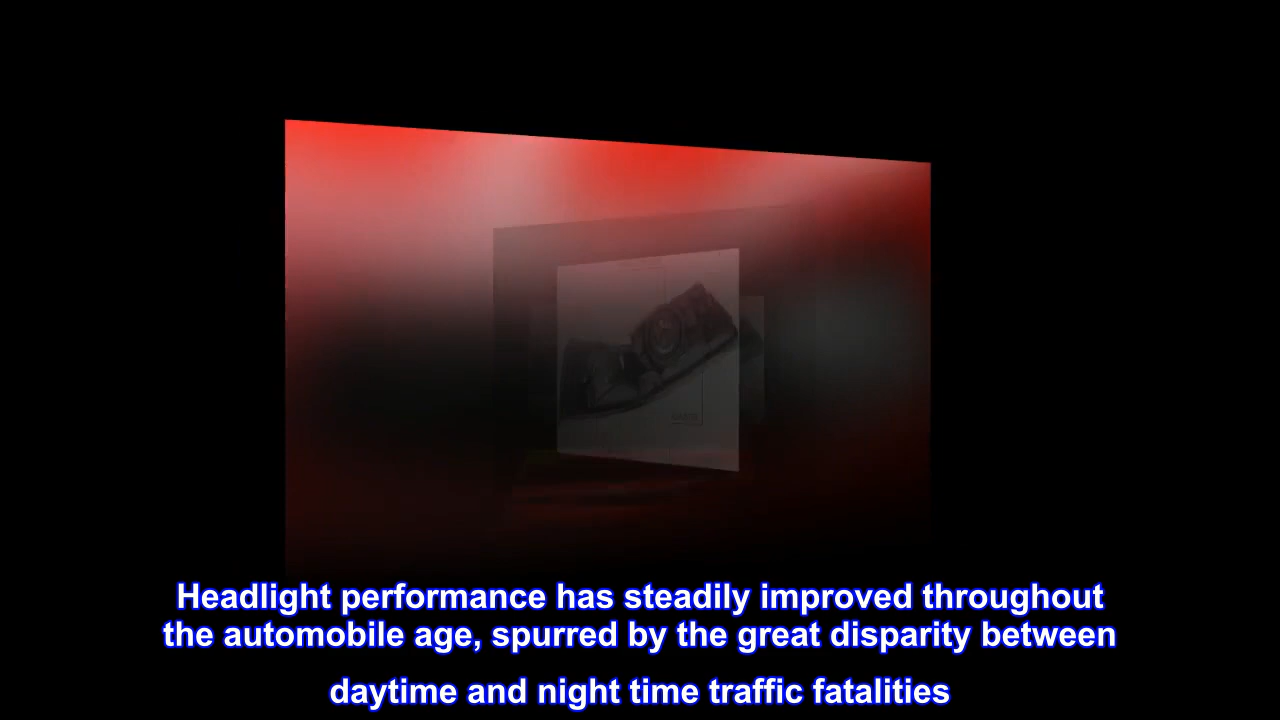 Headlight performance has steadily improved throughout
the automobile age, spurred by the great disparity between
daytime and night time traffic fatalities